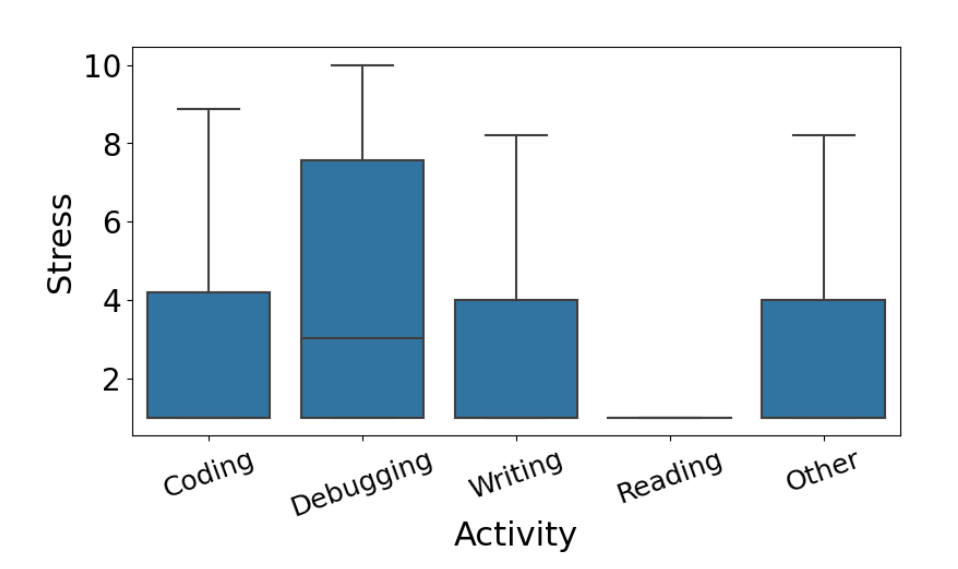 Stress
10
8
6
4
2
Coding
Debugging
Writing
Reading
Other
Activity